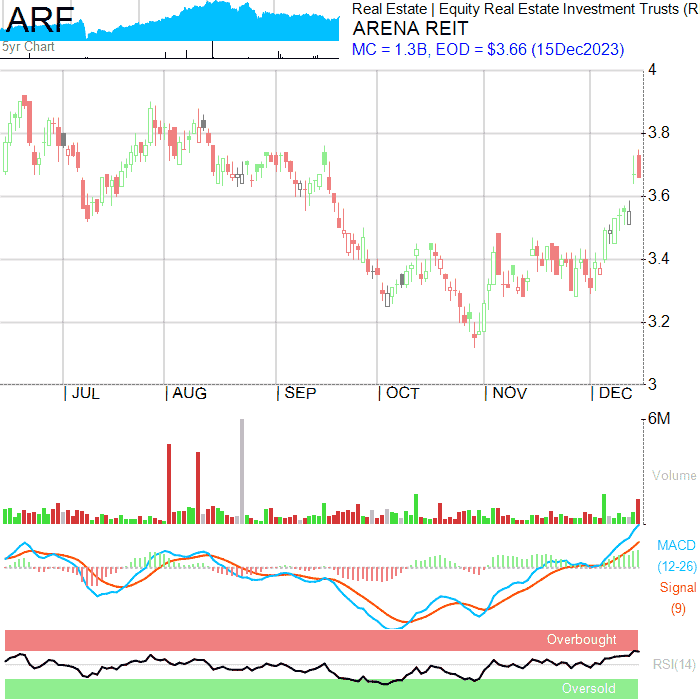 ARF
5yr Chart
Real Estate | Equity Real Estate Investment Trusts (R
ARENA REIT
MC = 1.3B, EOD = $3.66 (15Dec2023)
4
3.8
3.6
3.4
3.2
3
JUL AUG SEP OCT NOV DEC
6M
Volume
MACD
(12-26)
Signal
(9)
Overbought
RSI(14)
Oversold